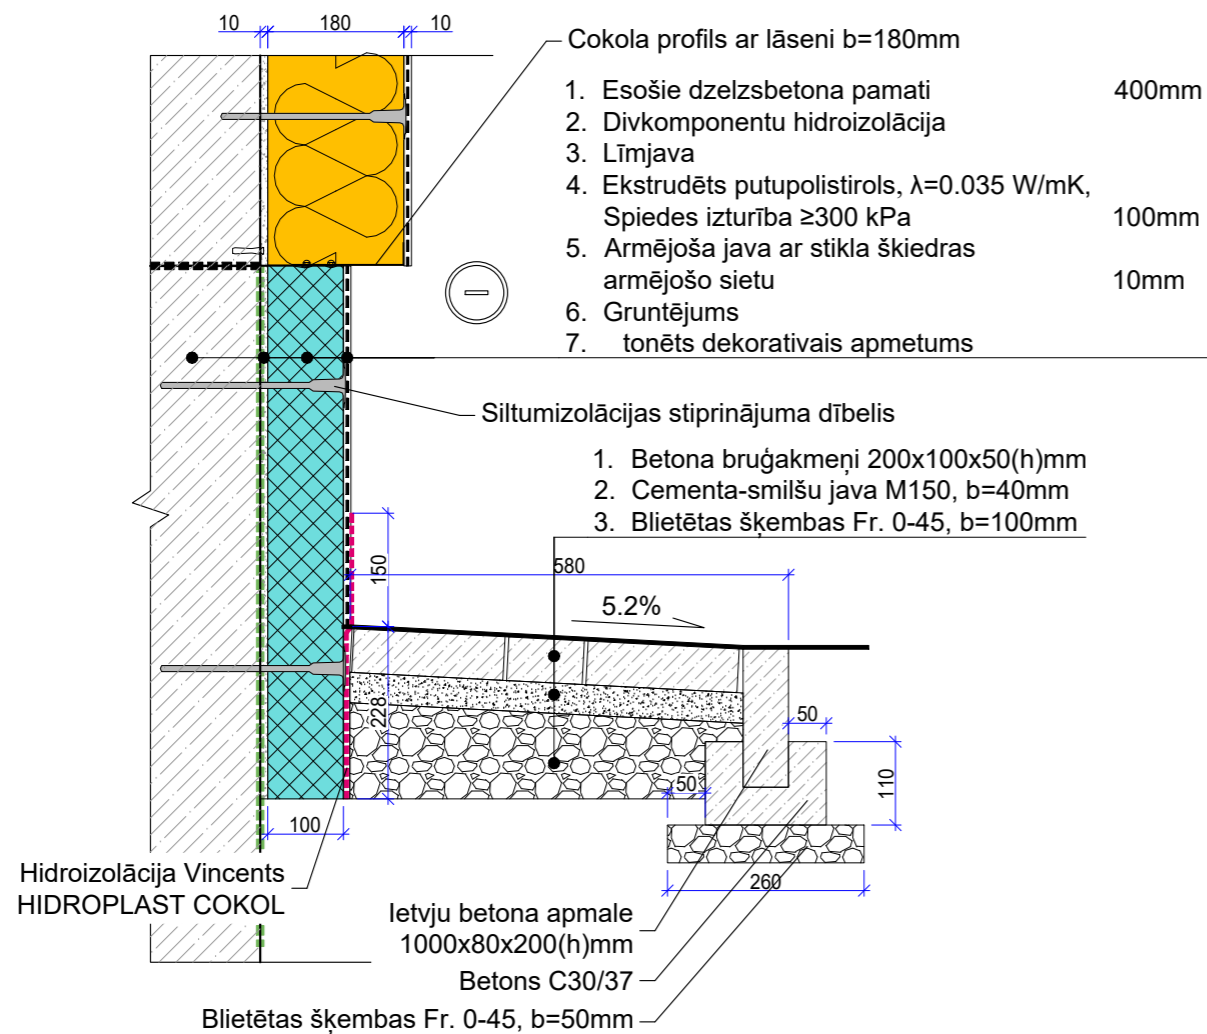 10 180 10
Cokola profils ar lāseni b=180mm
1. Esošie dzelzsbetona pamati 400mm
2. Divkomponentu hidroizolācija
3. Līmjava
4. Ekstrudēts putupolistirols, λ=0.035 W/mK,
Spiedes izturība ≥300 kPa 100mm
5. Armējoša java ar stikla šķiedras
armējošo sietu 10mm
6. Gruntējums
7. tonēts dekorativais apmetums
Siltumizolācijas stiprinājuma dībelis
1. Betona bruģakmeņi 200x100x50(h)mm
2. Cementa-smilšu java M150, b=40mm
3. Blietētas šķembas Fr. 0-45, b=100mm
150
580
5.2%
228
50
50
110
100
260
Hidroizolācija Vincents
HIDROPLAST COKOL
Ietvju betona apmale
1000x80x200(h)mm
Betons C30/37
Blietētas šķembas Fr. 0-45, b=50mm